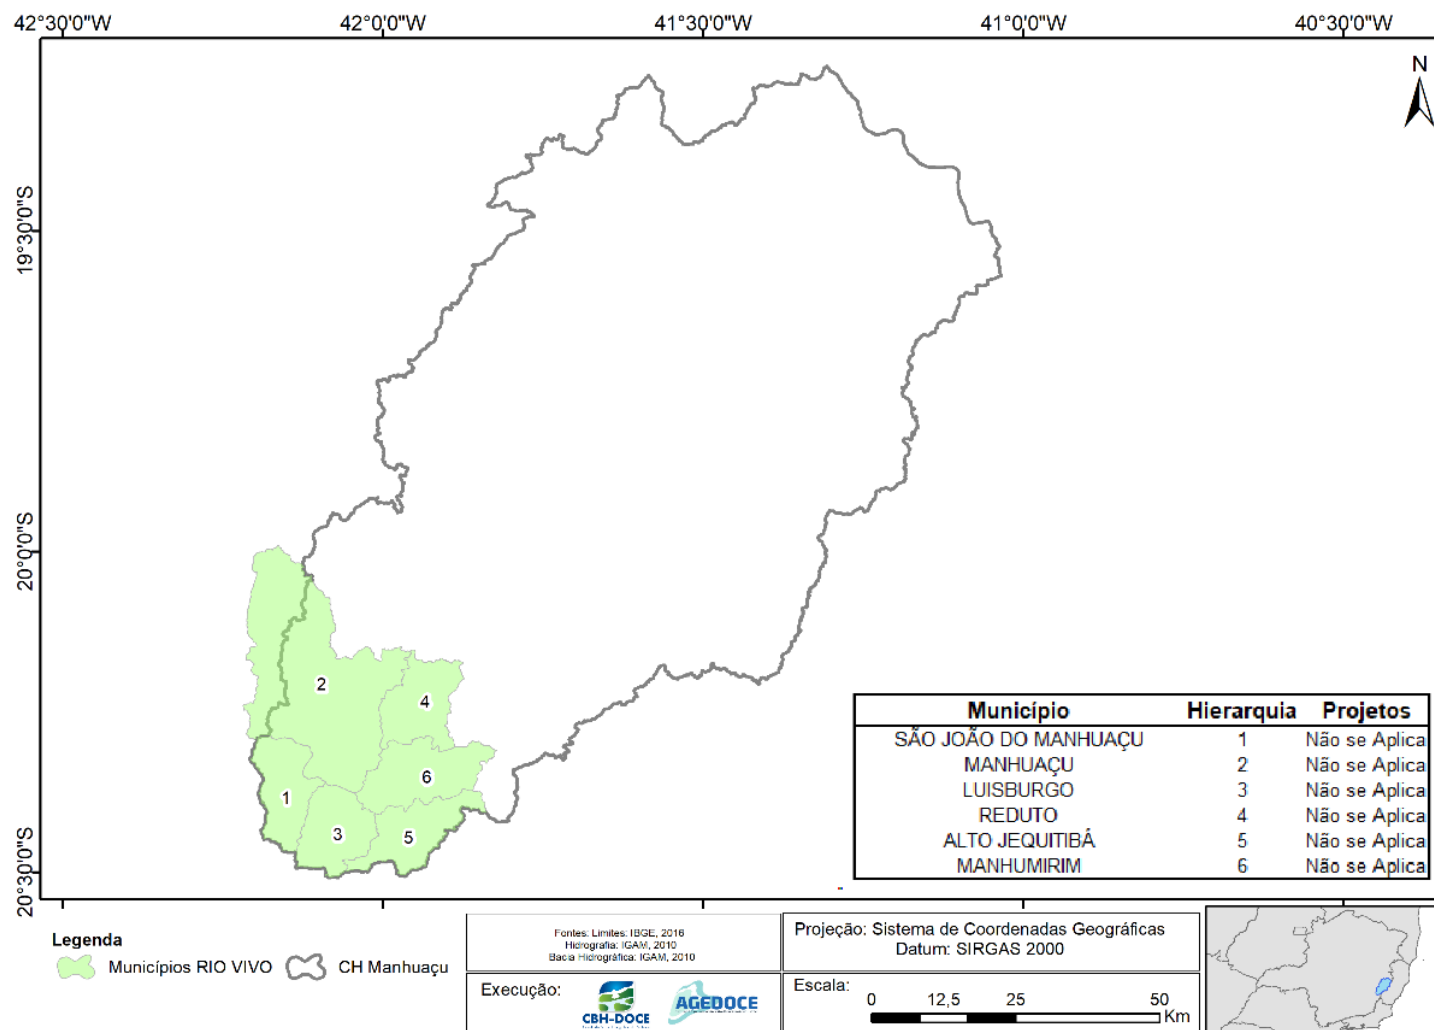 42°30'0"W 42°0'0"W 41°30'0"W 41°0'0"W 40°30'0"W
N
19°30'0"S
20°0'0"S
20°30'0"S
2
4
6
1
3
5
Município Hierarquia Projetos
SÃO JOÃO DO MANHUAÇU 1 Não se Aplica
MANHUAÇU 2 Não se Aplica
LUISBURGO 3 Não se Aplica
REDUTO 4 Não se Aplica
ALTO JEQUITIBÁ 5 Não se Aplica
MANHUMIRIM 6 Não se Aplica
Legenda
Municípios RIO VIVO CH Manhuaçu
Fontes: Limites: IBGE, 2016
Hidrografia: IGAM, 2010
Bacia Hidrográfica: IGAM, 2010
Execução:
CBH-DOCE
AGEDOCE
Projeção: Sistema de Coordenadas Geográficas
Datum: SIRGAS 2000
Escala:
0 12,5 25 50
Km